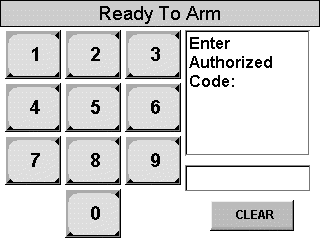 Ready To Arm
1 2 3
Enter
Authorized
Code:
4 5 6
7 8 9
0
CLEAR